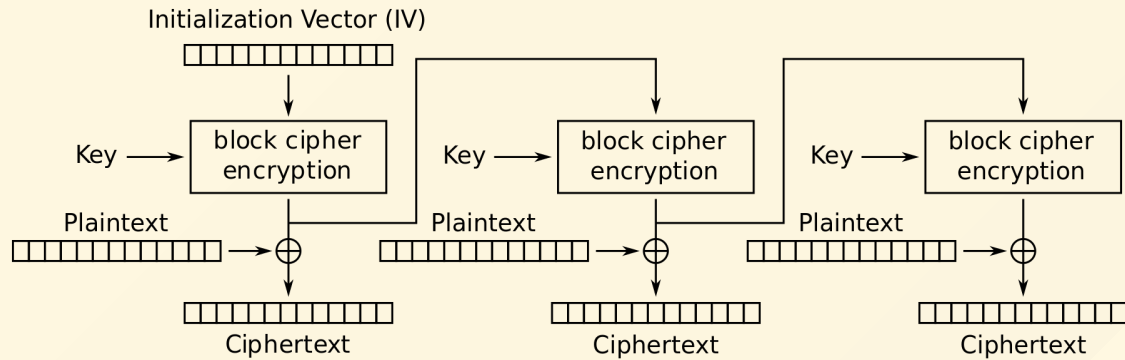 Initialization Vector (IV)
Key
block cipher
encryption
Key
block cipher
encryption
Key
block cipher
encryption
Plaintext
Plaintext
Plaintext
Ciphertext
Ciphertext
Ciphertext